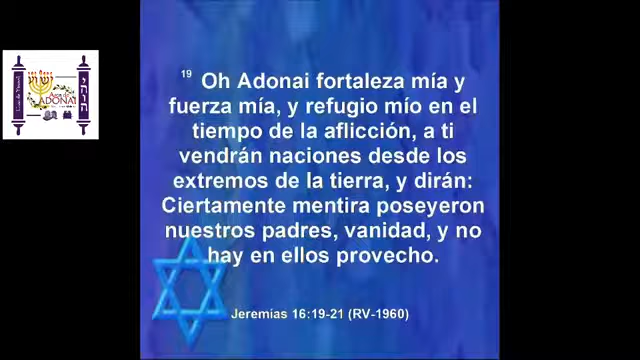 ADONAI
19 Oh Adonai fortaleza mía y
fuerza mía, y refugio mío en el
tiempo de la aflicción, a ti
vendrán naciones desde los
extremos de la tierra, y dirán:
Ciertamente mentira poseyeron
nuestros padres, vanidad, y no
hay en ellos provecho.
Jeremías 16:19-21 (RV-1960)